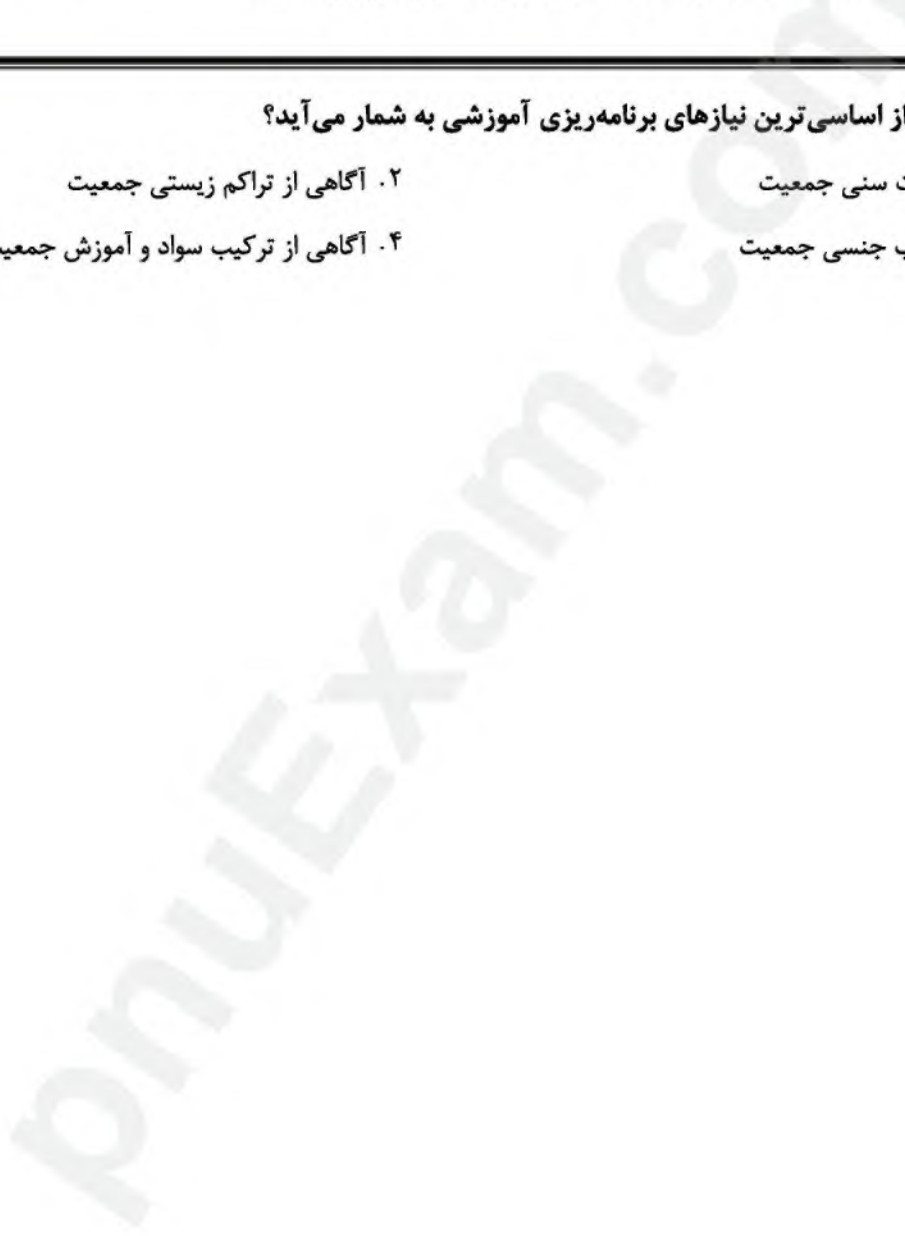 از اساسی‌ترین نیازهای برنامه‌ریزی آموزشی به شمار می‌آید؟
سنی جمعیت ۲. آگاهی از تراکم زیستی جمعیت
جنسی جمعیت ۴. آگاهی از ترکیب سواد و آموزش
pnuExam.com